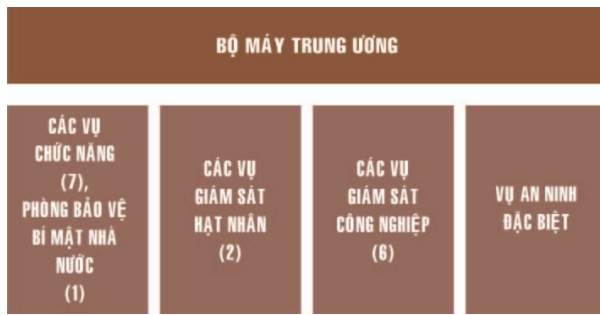 BỘ MÁY TRUNG ƯƠNG
CÁC VỤ
CHỨC NĂNG
(7),
PHÒNG BẢO VỆ
BÍ MẬT NHÀ
NƯỚC
(1)
CÁC VỤ
GIÁM SÁT
HẠT NHÂN
(2)
CÁC VỤ
GIÁM SÁT
CÔNG NGHIỆP
(6)
VỤ AN NINH
ĐẶC BIỆT